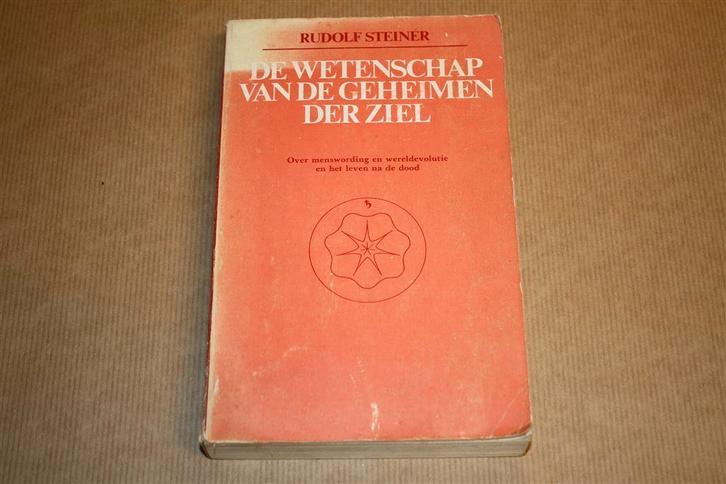 RUDOLF STEINER
DE WETENSCHAP
VAN DE GEHEIMEN
DER ZIEL
Over menswording en wereldevolutie
en het leven na de dood
♄